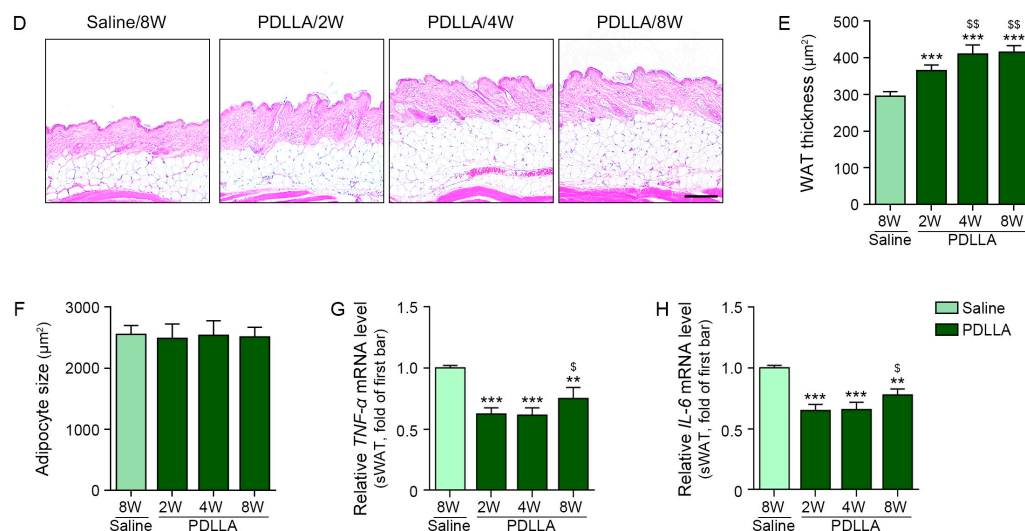 D
Saline/8W
PDLLA/2W
PDLLA/4W
PDLLA/8W
E
WAT thickness (μm²)
500
400
300
200
100
0
***
$$
***
$$
***
8W
2W
4W
8W
Saline
PDLLA
F
Adipocyte size (μm²)
3000
2000
1000
0
8W
2W
4W
8W
Saline
PDLLA
G
Relative TNF-α mRNA level
(sWAT, fold of first bar)
1.5
1.0
0.5
0
***
***
$
**
8W
2W
4W
8W
Saline
PDLLA
H
Relative IL-6 mRNA level
(sWAT, fold of first bar)
1.5
1.0
0.5
0
***
***
$
**
8W
2W
4W
8W
Saline
PDLLA
Saline
PDLLA